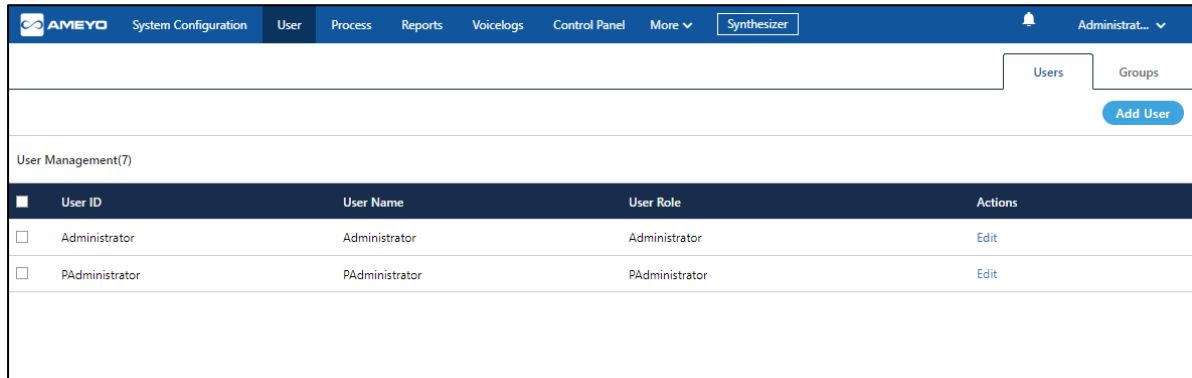 AMEYO System Configuration User Process Reports Voicelogs Control Panel More Synthesizer Administrat...
Users Groups
Add User
User Management(7)
User ID User Name User Role Actions
Administrator Administrator Administrator Edit
PAdministrator PAdministrator PAdministrator Edit